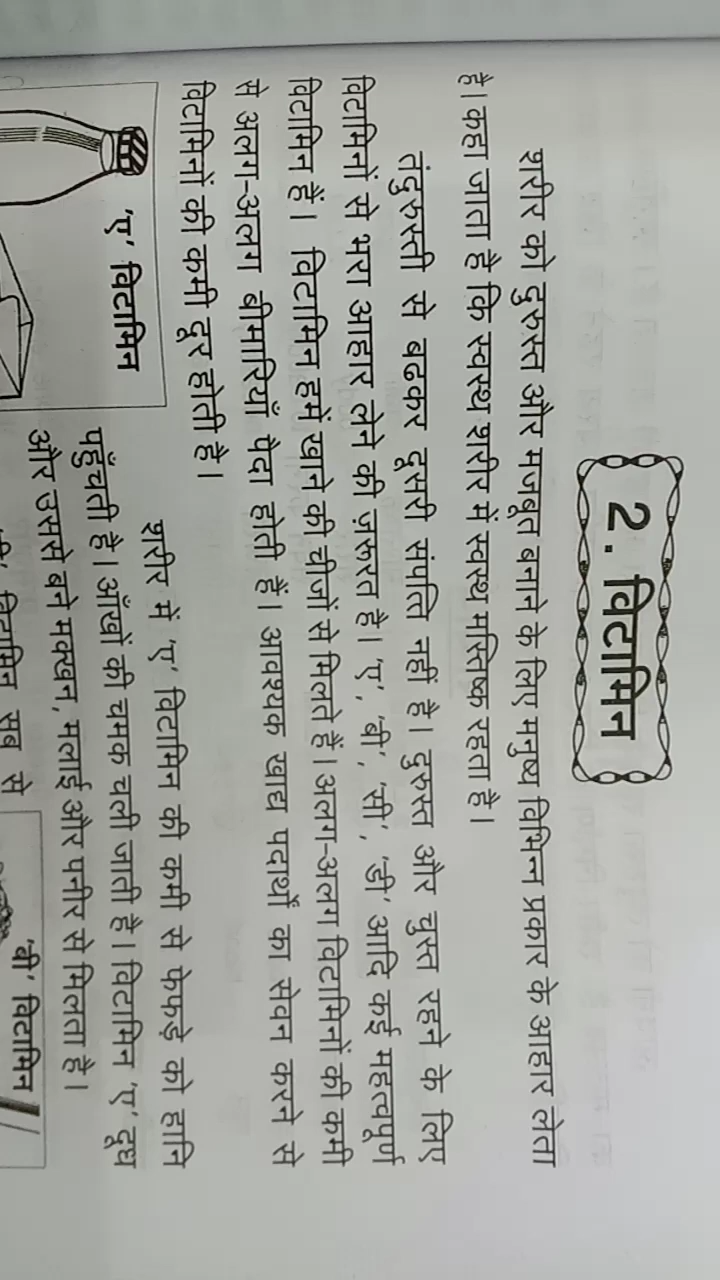 2. विटामिन
शरीर को दुरुस्त और मजबूत बनाने के लिए मनुष्य विभिन्न प्रकार के आहार लेता
है। कहा जाता है कि स्वस्थ शरीर में स्वस्थ मस्तिष्क रहता है।
तंदुरुस्ती से बढकर दूसरी संपत्ति नहीं है। दुरुस्त और चुस्त रहने के लिए
विटामिनों से भरा आहार लेने की ज़रूरत है। 'ए', 'बी', 'सी', 'डी' आदि कई महत्वपूर्ण
विटामिन हैं। विटामिन हमें खाने की चीजों से मिलते हैं। अलग-अलग विटामिनों की कमी
से अलग-अलग बीमारियाँ पैदा होती हैं। आवश्यक खाद्य पदार्थों का सेवन करने से
विटामिनों की कमी दूर होती है।
'ए' विटामिन
शरीर में 'ए' विटामिन की कमी से फेफड़े को हानि
पहुँचती है। आँखों की चमक चली जाती है। विटामिन 'ए' दूध
और उससे बने मक्खन, मलाई और पनीर से मिलता है।
विटामिन सब से
'बी' विटामिन